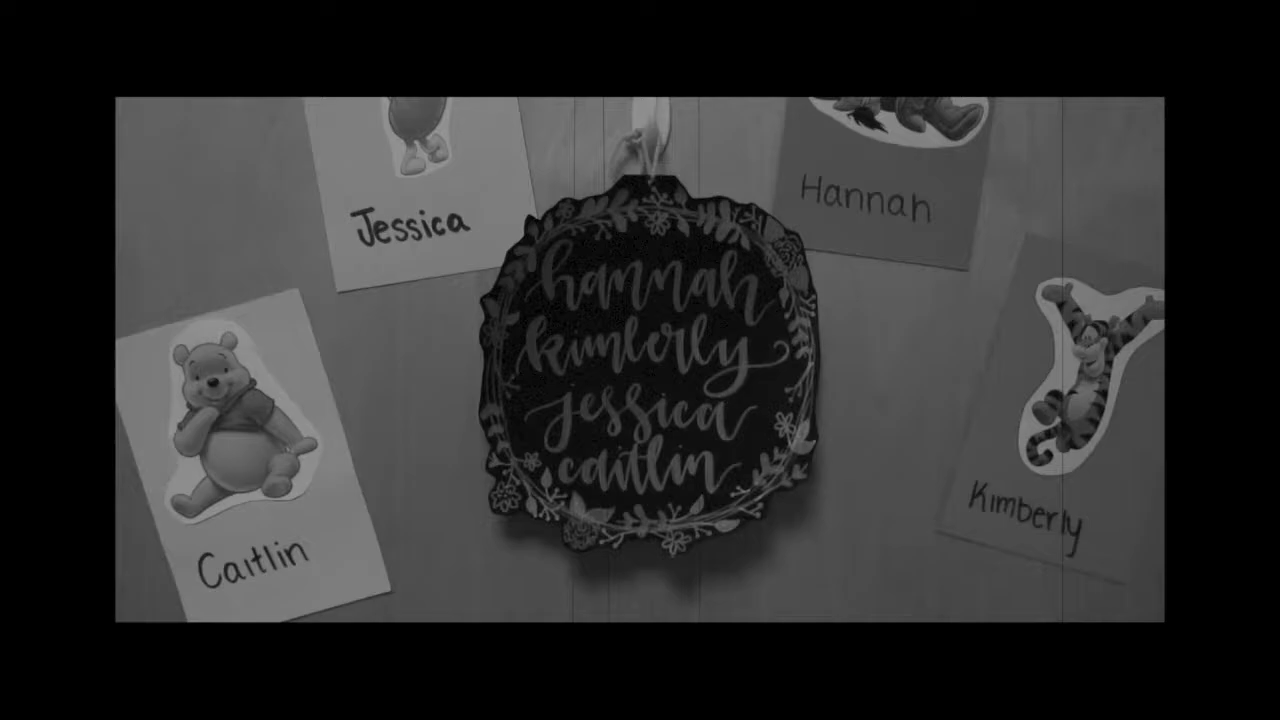 Jessica
Hannah
hannah
kimberly
jessica
caitlin
Caitlin
Kimberly